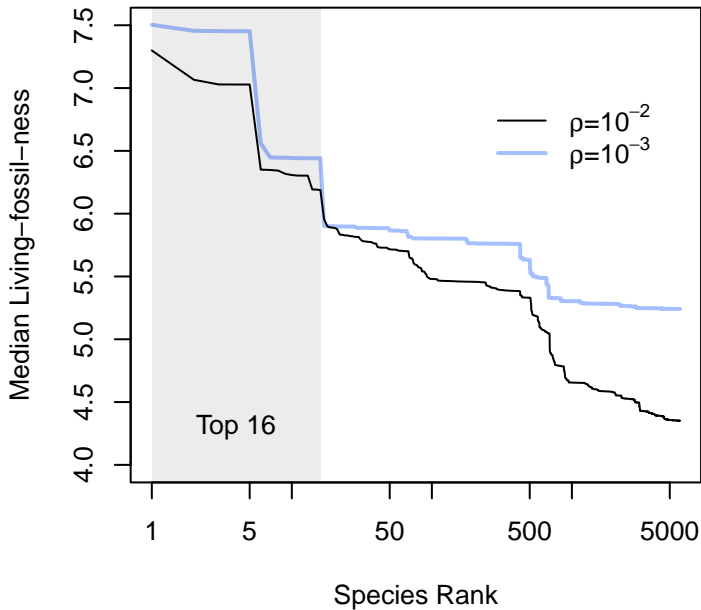 7.5
7.0
6.5
6.0
5.5
5.0
4.5
4.0
Median Living−fossil−ness
ρ=10⁻²
ρ=10⁻³
Top 16
1 5 50 500 5000
Species Rank